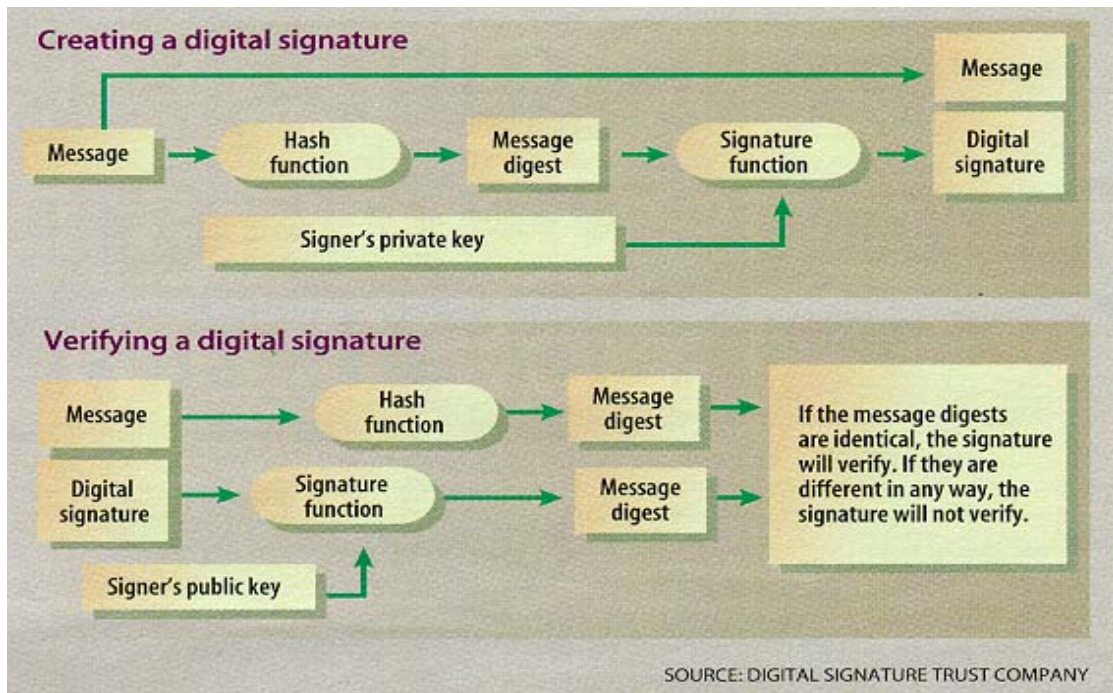 Creating a digital signature
Message
Message
Hash
function
Message
digest
Signature
function
Digital
signature
Signer's private key
Verifying a digital signature
Message
Hash
function
Message
digest
If the message digests
are identical, the signature
will verify. If they are
different in any way, the
signature will not verify.
Digital
signature
Signature
function
Message
digest
Signer's public key
SOURCE: DIGITAL SIGNATURE TRUST COMPANY